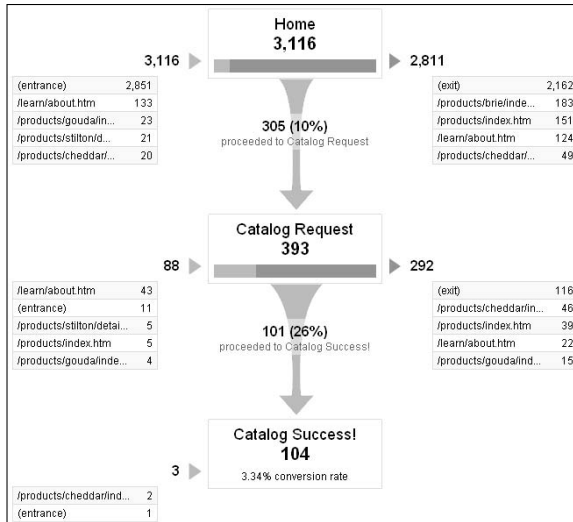 Home
3,116
3,116
2,811
(entrance) 2,851
/learn/about.htm 133
/products/gouda/in... 23
/products/stilton/d... 21
/products/cheddar/... 20
(exit) 2,162
/products/brie/inde... 183
/products/index.htm 151
/learn/about.htm 124
/products/cheddar/... 49
305 (10%)
proceeded to Catalog Request
Catalog Request
393
88
292
/learn/about.htm 43
(entrance) 11
/products/stilton/detai... 5
/products/index.htm 5
/products/gouda/inde... 4
(exit) 116
/products/cheddar/in... 46
/products/index.htm 39
/learn/about.htm 22
/products/gouda/ind... 15
101 (26%)
proceeded to Catalog Success!
Catalog Success!
104
3.34% conversion rate
3
/products/cheddar/ind... 2
(entrance) 1